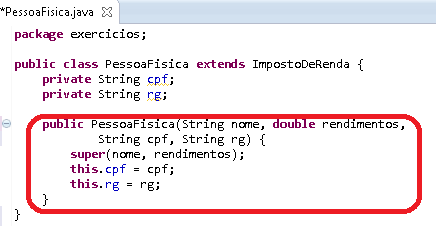 *PessoaFisica.java
package exercicios;
public class PessoaFisica extends ImpostoDeRenda {
private String cpf;
private String rg;
public PessoaFisica(String nome, double rendimentos,
String cpf, String rg) {
super(nome, rendimentos);
this.cpf = cpf;
this.rg = rg;
}
}